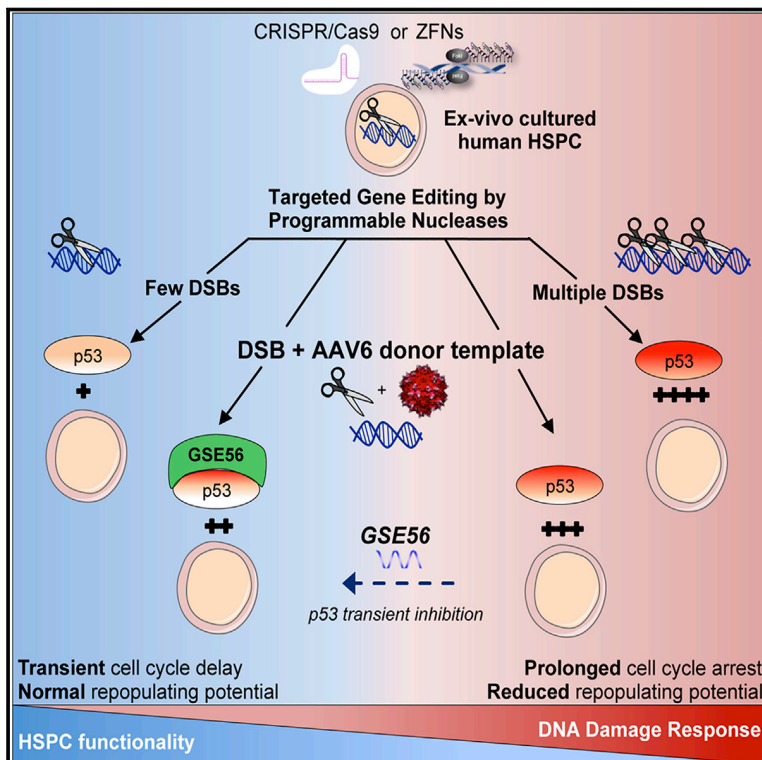 CRISPR/Cas9 or ZFNs
Ex-vivo cultured
human HSPC
Targeted Gene Editing by
Programmable Nucleases
Few DSBs
Multiple DSBs
p53
+
DSB + AAV6 donor template
+
p53
++++
GSE56
p53
++
p53
+++
GSE56
p53 transient inhibition
Transient cell cycle delay
Normal repopulating potential
Prolonged cell cycle arrest
Reduced repopulating potential
HSPC functionality
DNA Damage Response